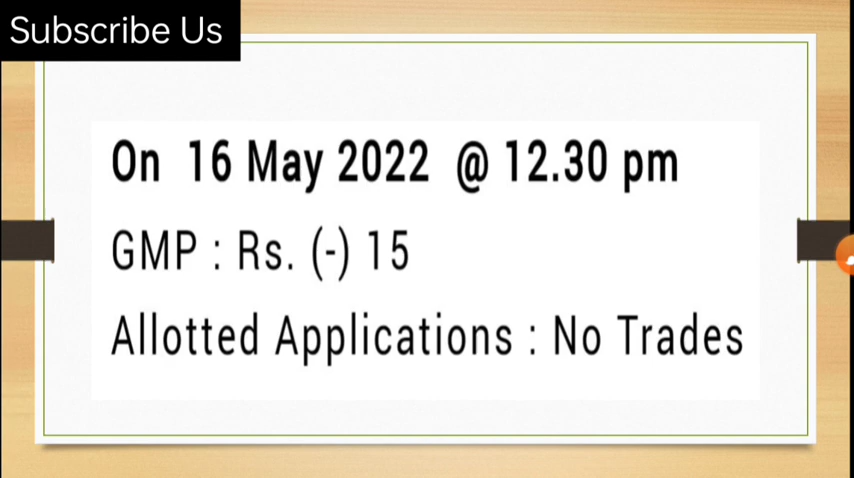 Subscribe Us
On 16 May 2022 @ 12.30 pm
GMP : Rs. (-) 15
Allotted Applications : No Trades